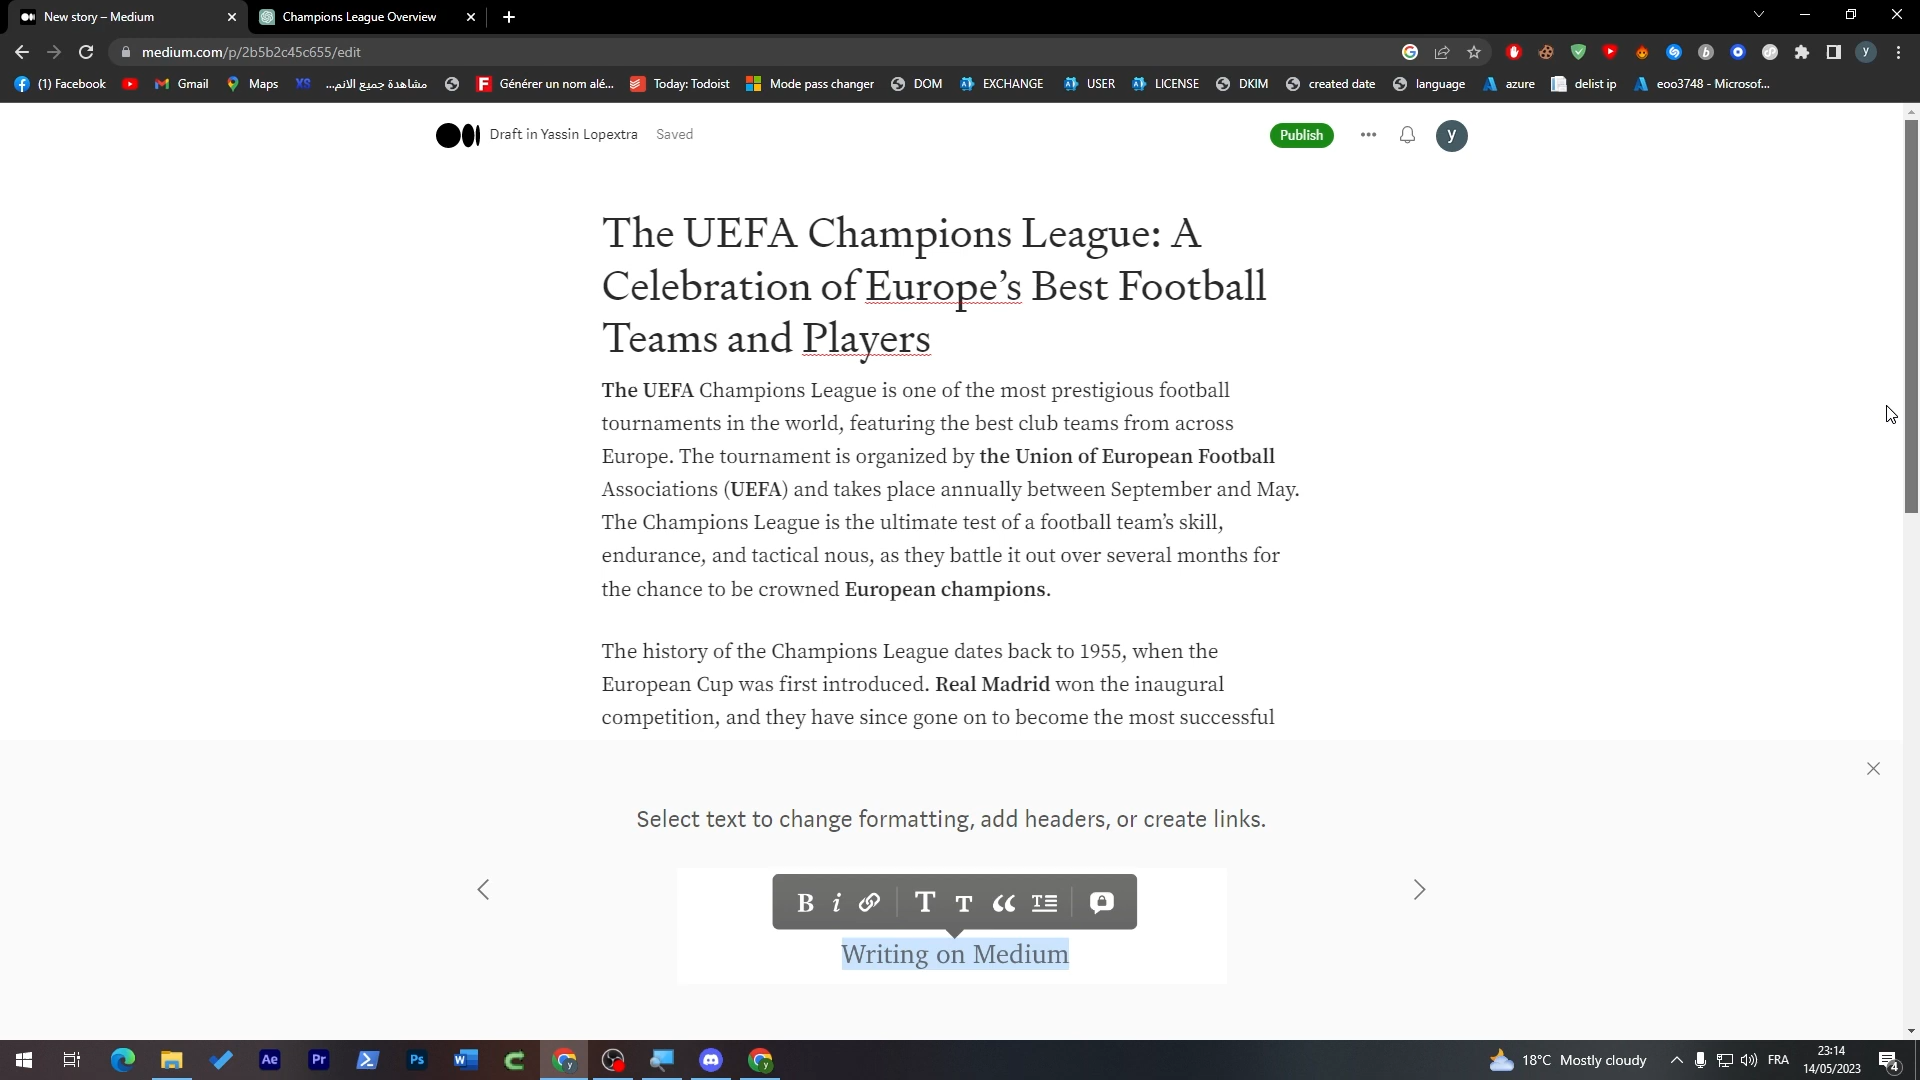 New story – Medium
Champions League Overview
medium.com/p/2b5b2c45c655/edit
(1) Facebook
Gmail
Maps
XS
مشاهدة جميع الانم...
Générer un nom alé...
Today: Todoist
Mode pass changer
DOM
EXCHANGE
USER
LICENSE
DKIM
created date
language
azure
delist ip
eoo3748 - Microsof...
Draft in Yassin Lopextra
Saved
Publish
y
The UEFA Champions League: A
Celebration of Europe’s Best Football
Teams and Players
The UEFA Champions League is one of the most prestigious football
tournaments in the world, featuring the best club teams from across
Europe. The tournament is organized by the Union of European Football
Associations (UEFA) and takes place annually between September and May.
The Champions League is the ultimate test of a football team’s skill,
endurance, and tactical nous, as they battle it out over several months for
the chance to be crowned European champions.
The history of the Champions League dates back to 1955, when the
European Cup was first introduced. Real Madrid won the inaugural
competition, and they have since gone on to become the most successful
Select text to change formatting, add headers, or create links.
B i T T
Writing on Medium
Ae
Pr
Ps
18°C Mostly cloudy
FRA
23:14
14/05/2023
4